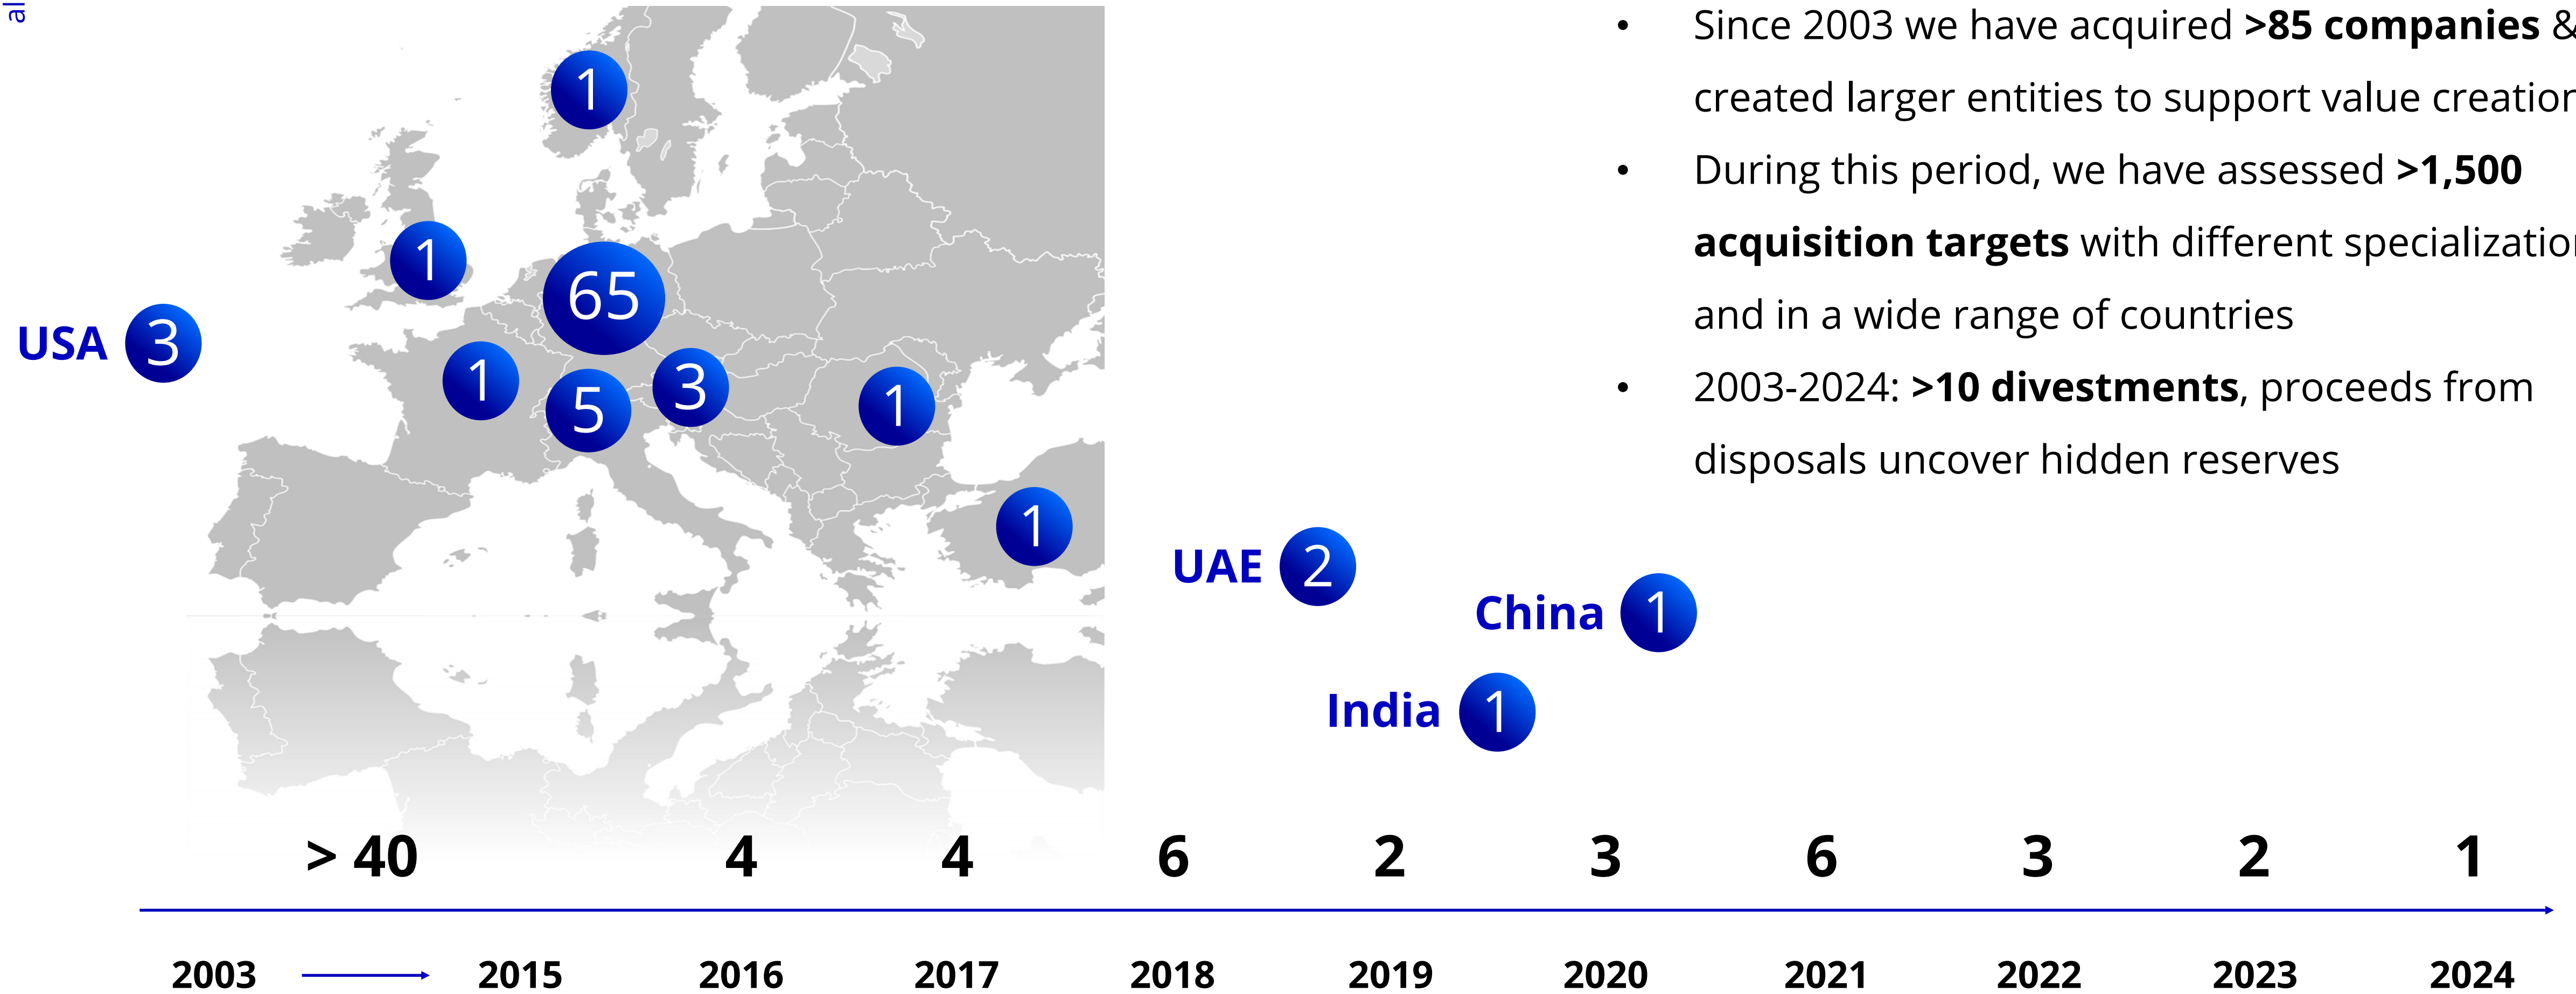 al
• Since 2003 we have acquired >85 companies &
created larger entities to support value creation
• During this period, we have assessed >1,500
acquisition targets with different specialization
and in a wide range of countries
• 2003-2024: >10 divestments, proceeds from
disposals uncover hidden reserves
1
1
65
USA 3
1
5
3
1
1
UAE 2
China 1
India 1
> 40 4 4 6 2 3 6 3 2 1
2003 2015 2016 2017 2018 2019 2020 2021 2022 2023 2024